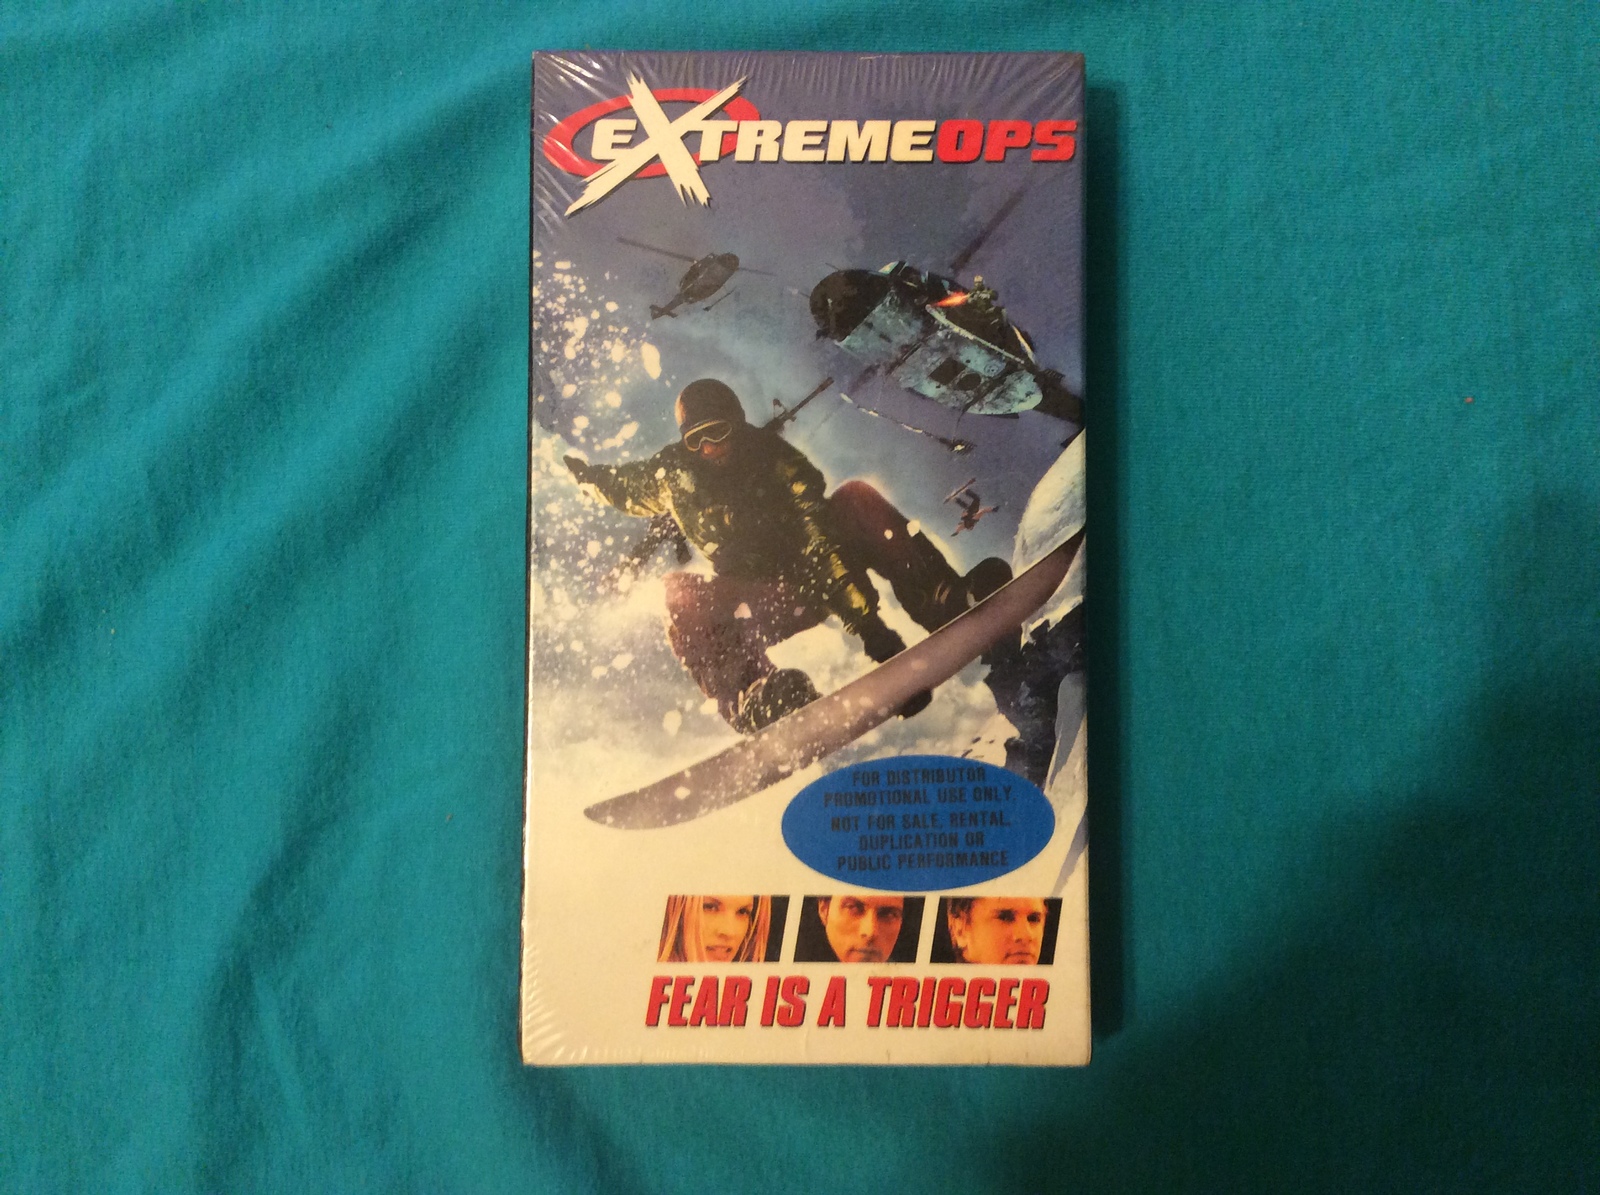 EXTREMEOPS
FOR DISTRIBUTOR
PROMOTIONAL USE ONLY,
NOT FOR SALE, RENTAL,
DUPLICATION OR
PUBLIC PERFORMANCE
FEAR IS A TRIGGER